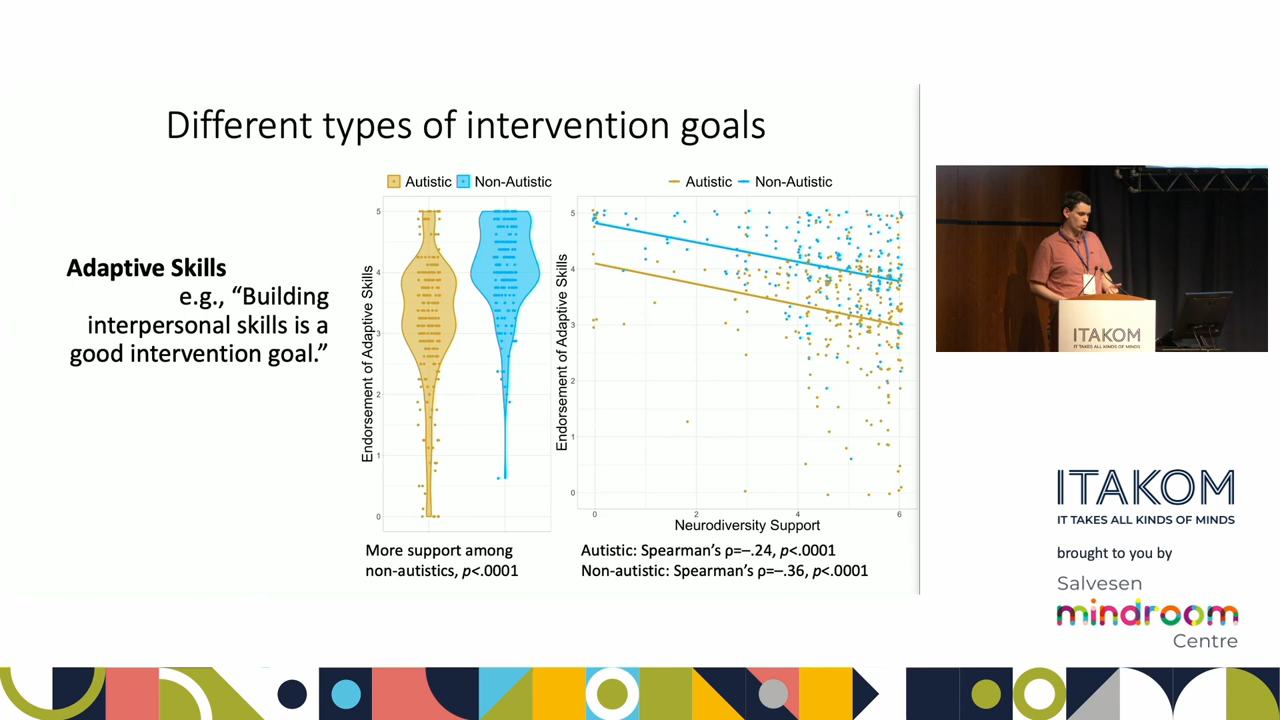 Different types of intervention goals
Adaptive Skills
e.g., “Building
interpersonal skills is a
good intervention goal.”
Autistic Non-Autistic
Endorsement of Adaptive Skills
5
4
3
2
1
0
More support among
non-autistics, p<.0001
Autistic Non-Autistic
Endorsement of Adaptive Skills
5
4
3
2
1
0
0 2 4 6
Neurodiversity Support
Autistic: Spearman’s ρ=–.24, p<.0001
Non-autistic: Spearman’s ρ=–.36, p<.0001
ITAKOM
IT TAKES ALL KINDS OF MINDS
ITAKOM
IT TAKES ALL KINDS OF MINDS
brought to you by
Salvesen
mindroom
Centre